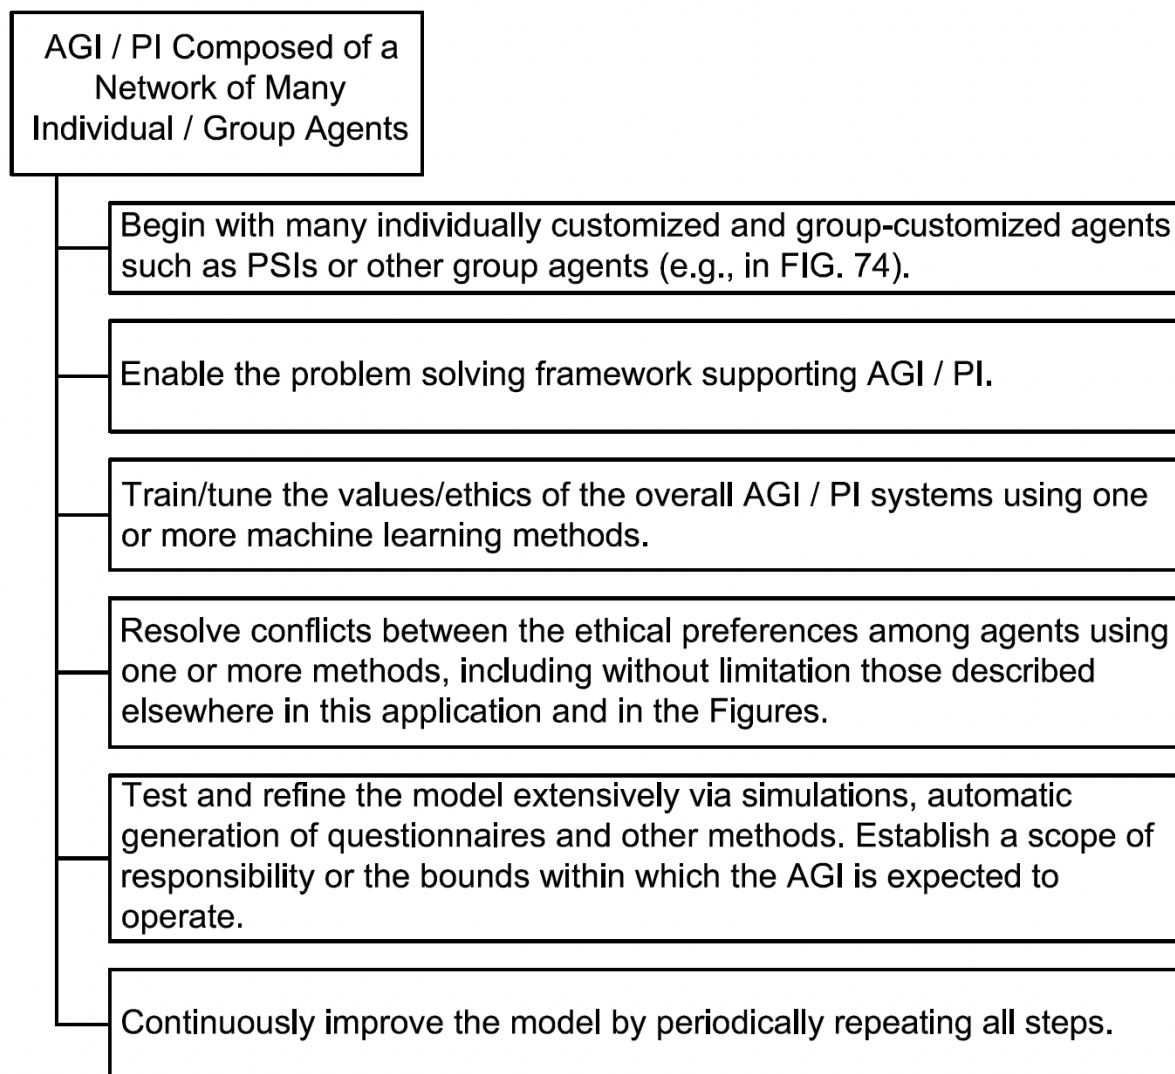 AGI / PI Composed of a
Network of Many
Individual / Group Agents
Begin with many individually customized and group-customized agents
such as PSIs or other group agents (e.g., in FIG. 74).
Enable the problem solving framework supporting AGI / PI.
Train/tune the values/ethics of the overall AGI / PI systems using one
or more machine learning methods.
Resolve conflicts between the ethical preferences among agents using
one or more methods, including without limitation those described
elsewhere in this application and in the Figures.
Test and refine the model extensively via simulations, automatic
generation of questionnaires and other methods. Establish a scope of
responsibility or the bounds within which the AGI is expected to
operate.
Continuously improve the model by periodically repeating all steps.